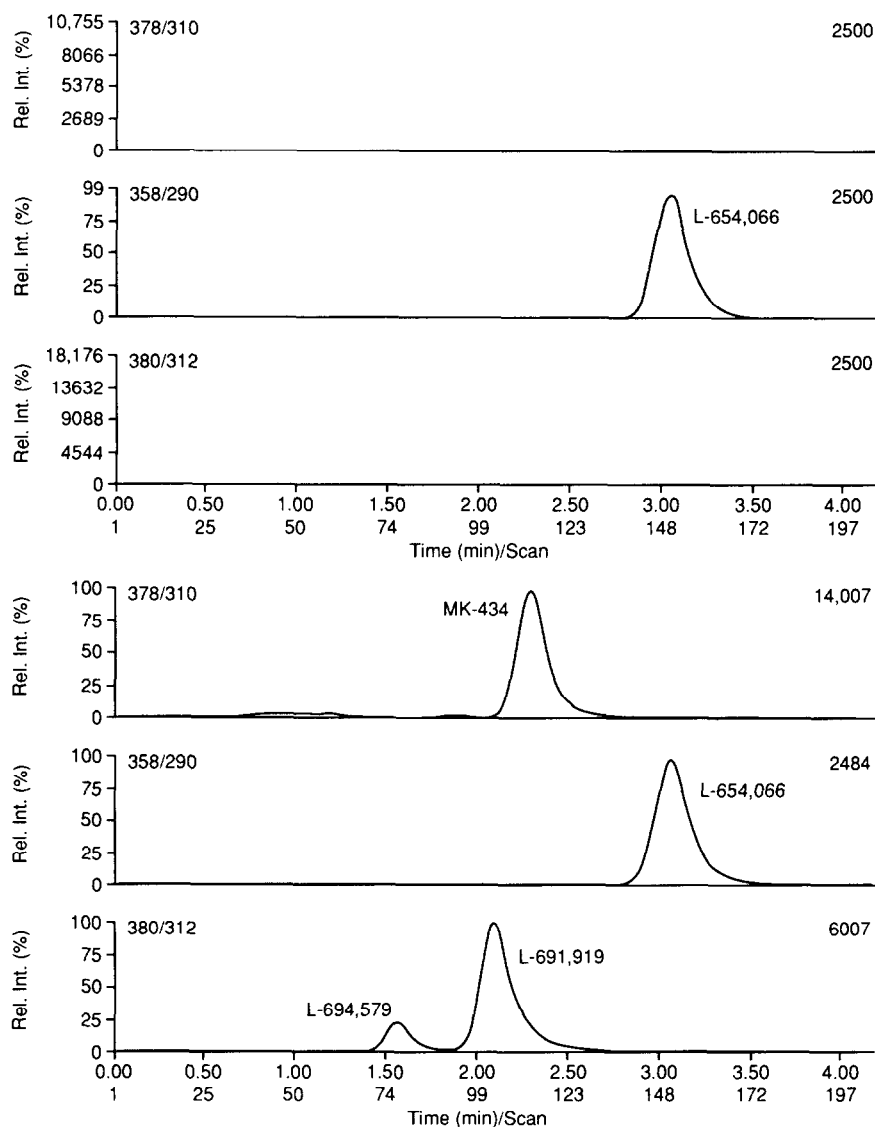 378/310
2500
Rel. Int. (%)
10,755
8066
5378
2689
0
358/290
2500
Rel. Int. (%)
99
75
50
25
0
L-654,066
380/312
2500
Rel. Int. (%)
18,176
13632
9088
4544
0
0.00 0.50 1.00 1.50 2.00 2.50 3.00 3.50 4.00
1 25 50 74 99 123 148 172 197
Time (min)/Scan
378/310
14,007
Rel. Int. (%)
100
75
50
25
0
MK-434
358/290
2484
Rel. Int. (%)
100
75
50
25
0
L-654,066
380/312
6007
Rel. Int. (%)
100
75
50
25
0
L-694,579
L-691,919
0.00 0.50 1.00 1.50 2.00 2.50 3.00 3.50 4.00
1 25 50 74 99 123 148 172 197
Time (min)/Scan